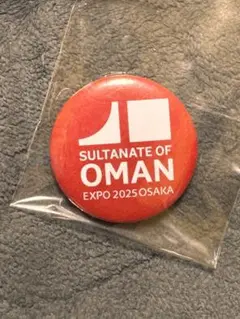 SULTANATE OF
OMAN
EXPO 2025 OSAKA